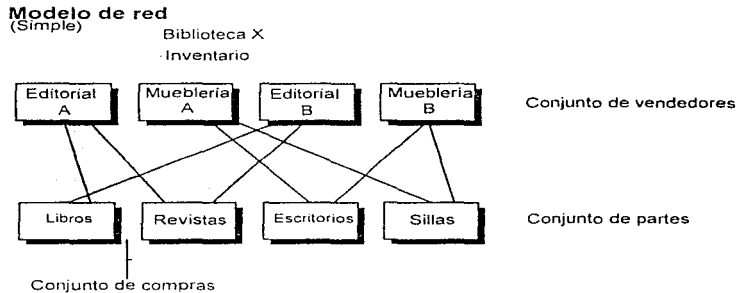 Modelo de red
(Simple)
Biblioteca X
Inventario
Editorial
A
Mueblería
A
Editorial
B
Mueblería
B
Conjunto de vendedores
Libros
Revistas
Escritorios
Sillas
Conjunto de partes
Conjunto de compras